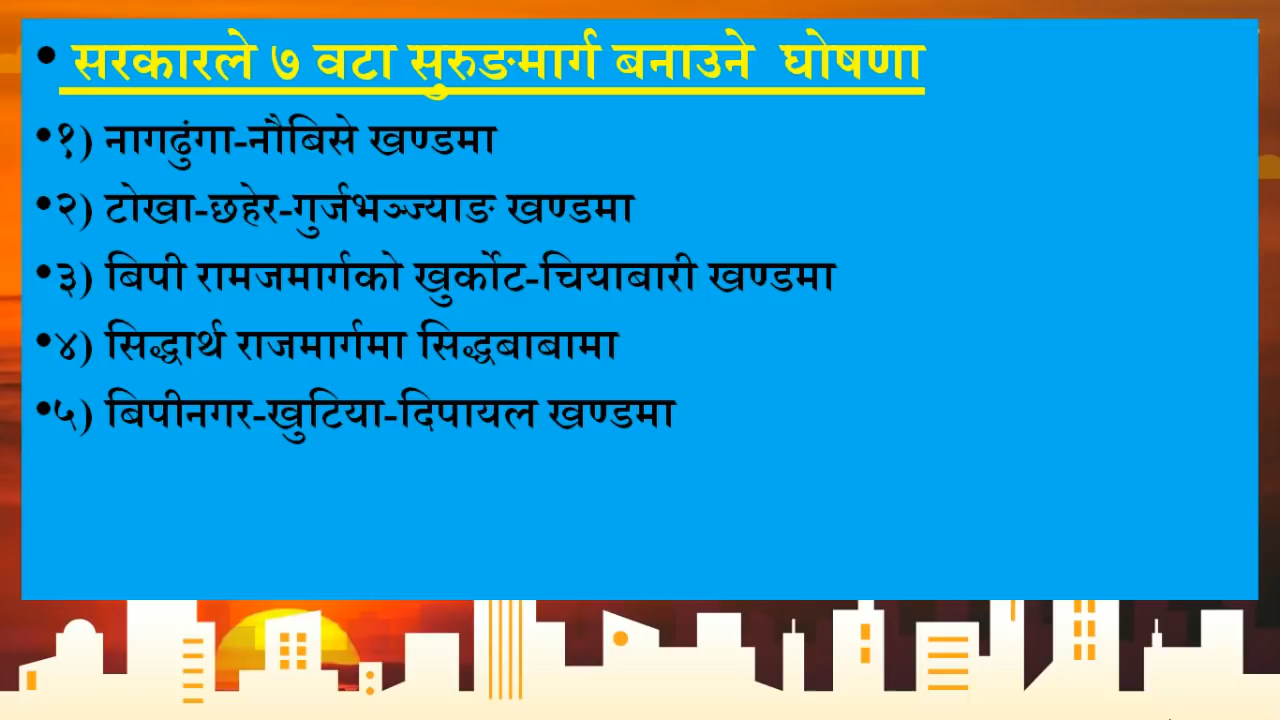 • सरकारले ७ वटा सुरुङमार्ग बनाउने घोषणा
•१) नागढुंगा-नौबिसे खण्डमा
•२) टोखा-छहेर-गुर्जभञ्ज्याङ खण्डमा
•३) बिपी रामजमार्गको खुर्कोट-चियाबारी खण्डमा
•४) सिद्धार्थ राजमार्गमा सिद्धबाबामा
•५) बिपीनगर-खुटिया-दिपायल खण्डमा